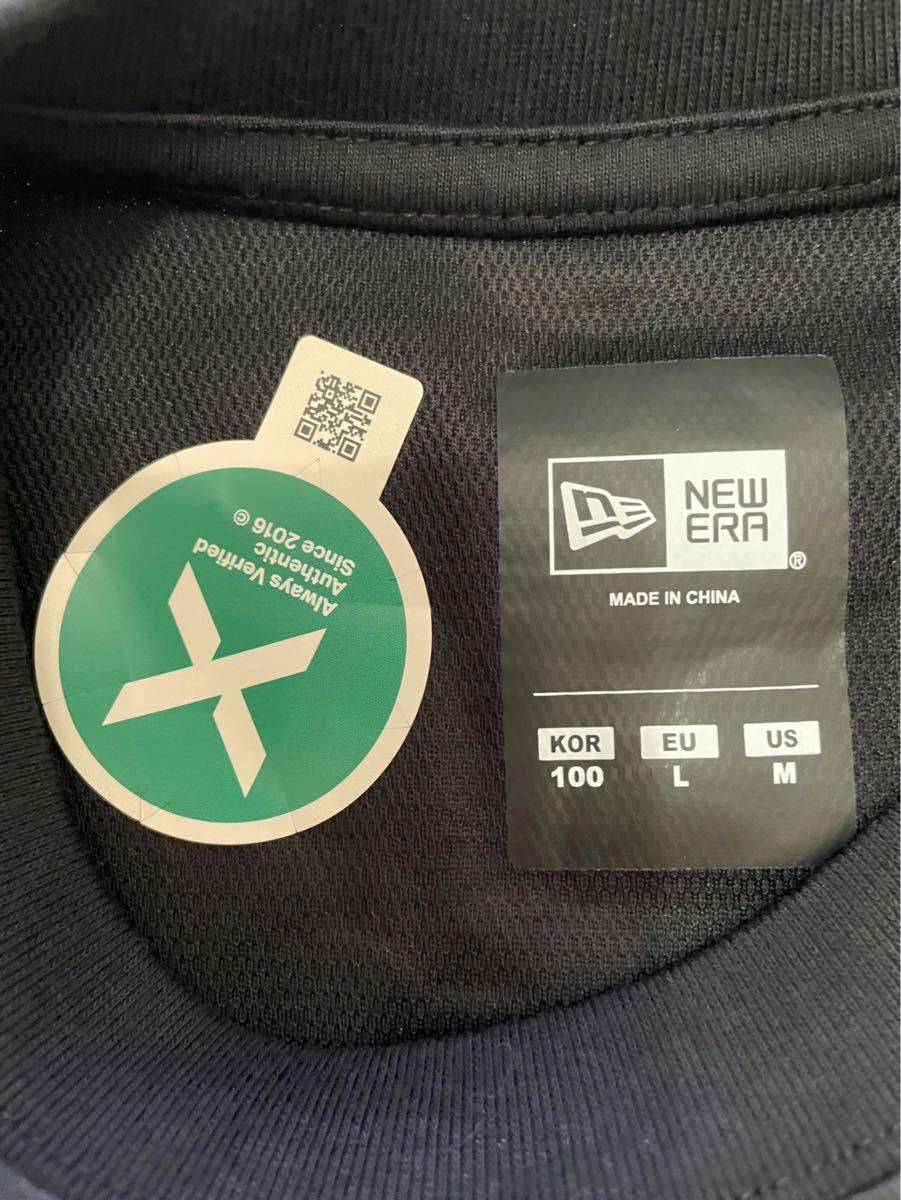 Always Verified
Authentic
Since 2016 ©
NEW
ERA
®
MADE IN CHINA
KOR EU US
100 L M